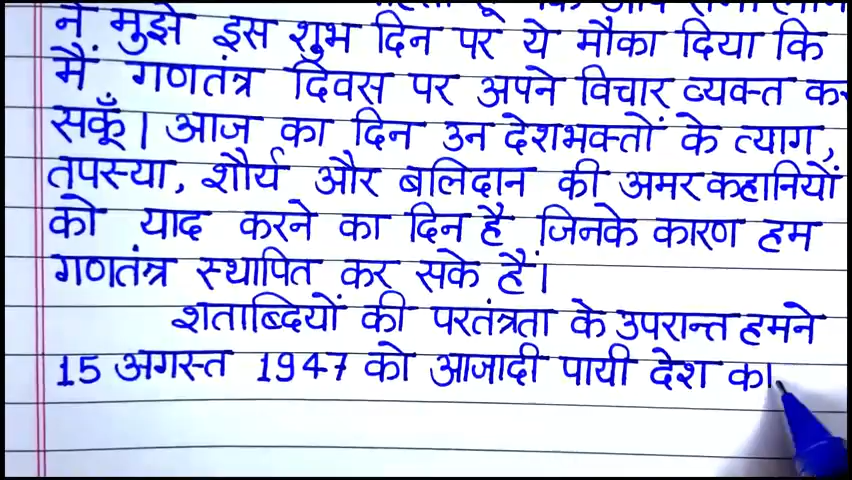 ने मुझे इस शुभ दिन पर ये मौका दिया कि
मैं गणतंत्र दिवस पर अपने विचार व्यक्त कर
सकूँ। आज का दिन उन देशभक्तों के त्याग,
तपस्या, शौर्य और बलिदान की अमर कहानियों
को याद करने का दिन है जिनके कारण हम
गणतंत्र स्थापित कर सके हैं।
शताब्दियों की परतंत्रता के उपरान्त हमने
15 अगस्त 1947 को आजादी पायी देश का